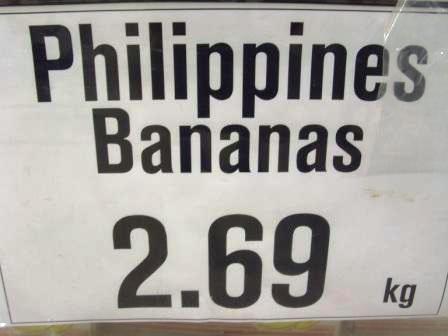 Philippines
Bananas
2.69 kg